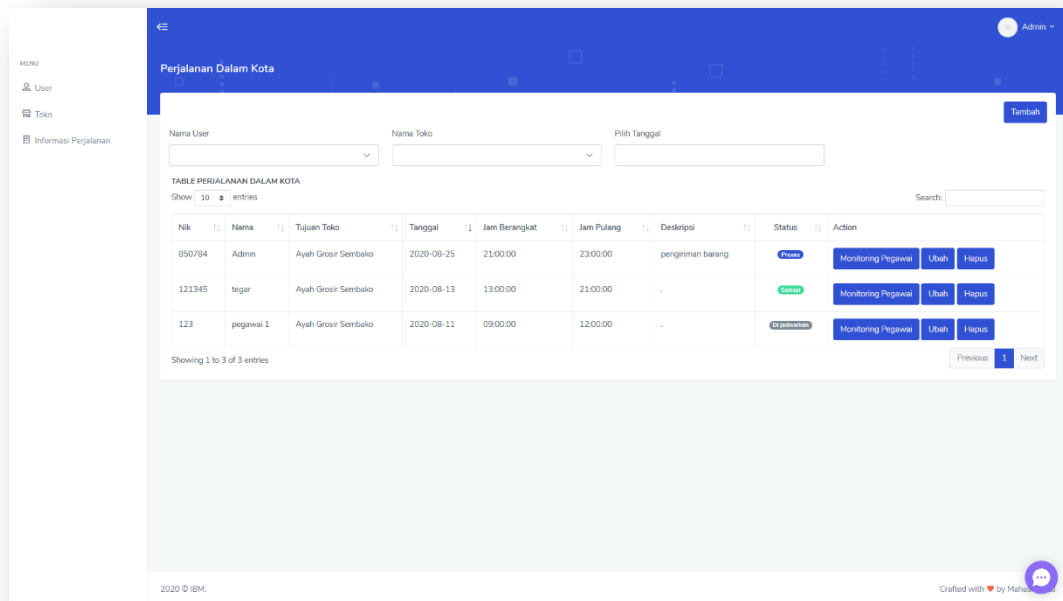 Admin
MENU
Perjalanan Dalam Kota
User
Toko
Informasi Perjalanan
Tambah
Nama User Nama Toko Pilih Tanggal
TABLE PERJALANAN DALAM KOTA
Show 10 entries Search:
Nik Nama Tujuan Toko Tanggal Jam Berangkat Jam Pulang Deskripsi Status Action
850784 Admin Ayah Grosir Sembako 2020-08-25 21:00:00 23:00:00 pengiriman barang Proses Monitoring Pegawai Ubah Hapus
121345 tegar Ayah Grosir Sembako 2020-08-13 13:00:00 21:00:00 . Selesai Monitoring Pegawai Ubah Hapus
123 pegawai 1 Ayah Grosir Sembako 2020-08-11 09:00:00 12:00:00 . Di jadwalkan Monitoring Pegawai Ubah Hapus
Showing 1 to 3 of 3 entries Previous 1 Next
2020 © IBM. Crafted with ❤ by